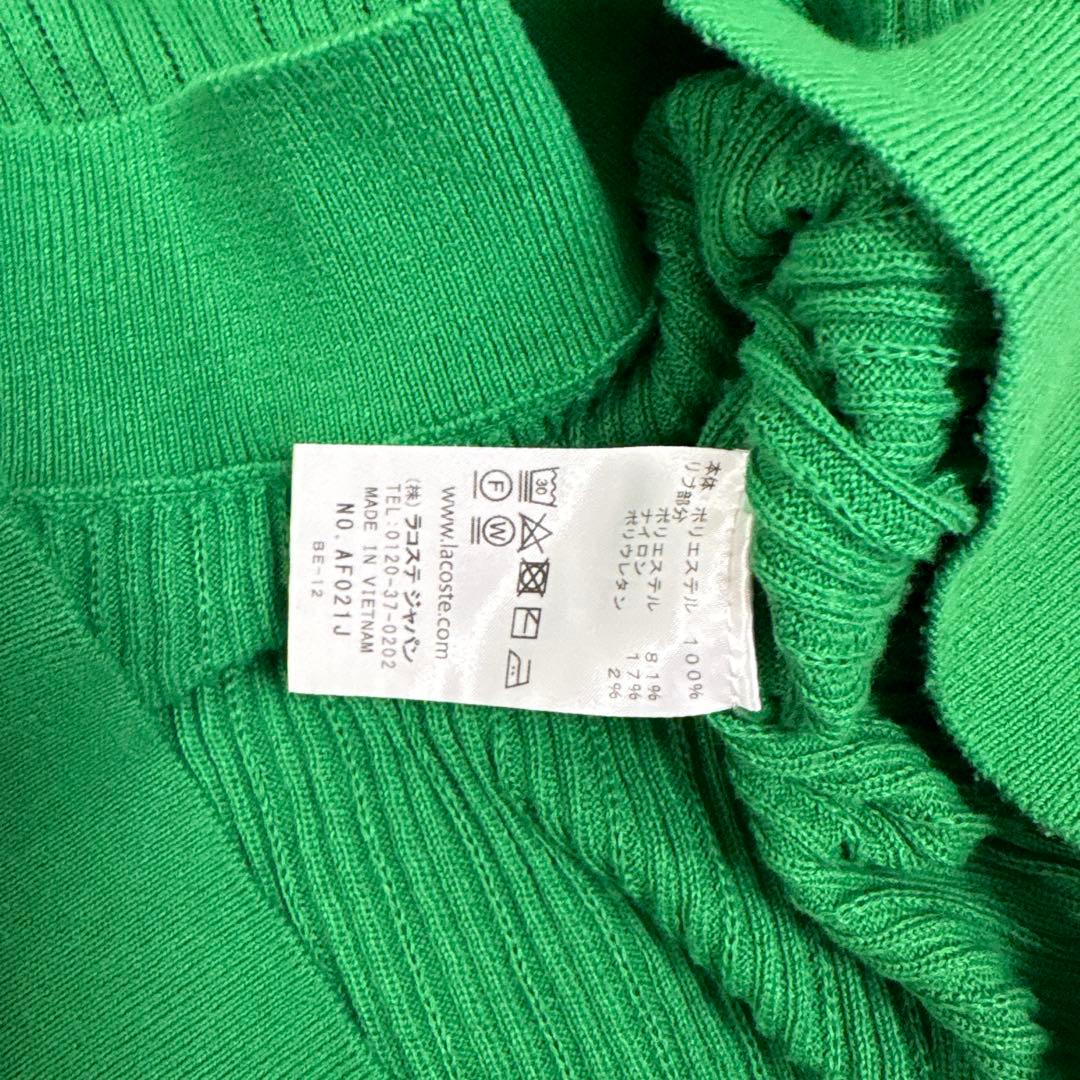 本体 ポリエステル 100%
リブ部分 ポリエステル 81%
ナイロン 17%
ポリウレタン 2%
30
F W
www.lacoste.com
(株) ラコステ ジャパン
TEL:0120-37-0202
MADE IN VIETNAM
NO. AF021J
BE-12